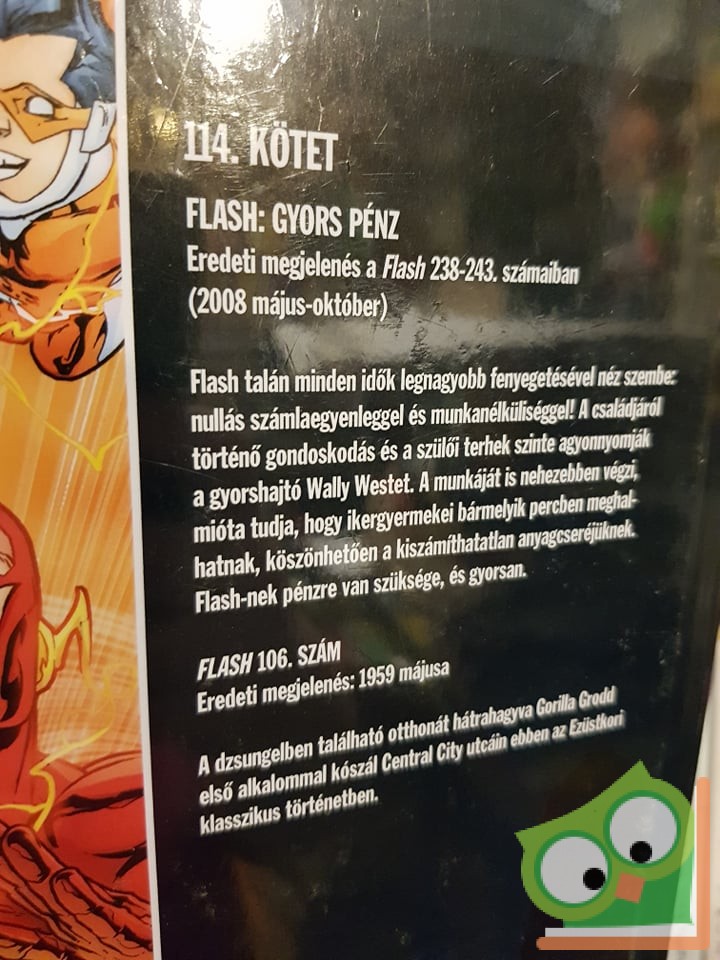 114. KÖTET
FLASH: GYORS PÉNZ
Eredeti megjelenés a Flash 238-243. számaiban
(2008 május-október)
Flash talán minden idők legnagyobb fenyegetésével néz szembe:
nullás számlaegyenleggel és munkanélküliséggel! A családjáról
történő gondoskodás és a szülői terhek szinte agyonnyomják
a gyorshajtó Wally Westet. A munkáját is nehezebben végzi,
mióta tudja, hogy ikergyermekei bármelyik percben meghal-
hatnak, köszönhetően a kiszámíthatatlan anyagcseréjüknek.
Flash-nek pénzre van szüksége, és gyorsan.
FLASH 106. SZÁM
Eredeti megjelenés: 1959 májusa
A dzsungelben található otthonát hátrahagyva Gorilla Grodd
első alkalommal kószál Central City utcáin ebben az Ezüstkori
klasszikus történetben.